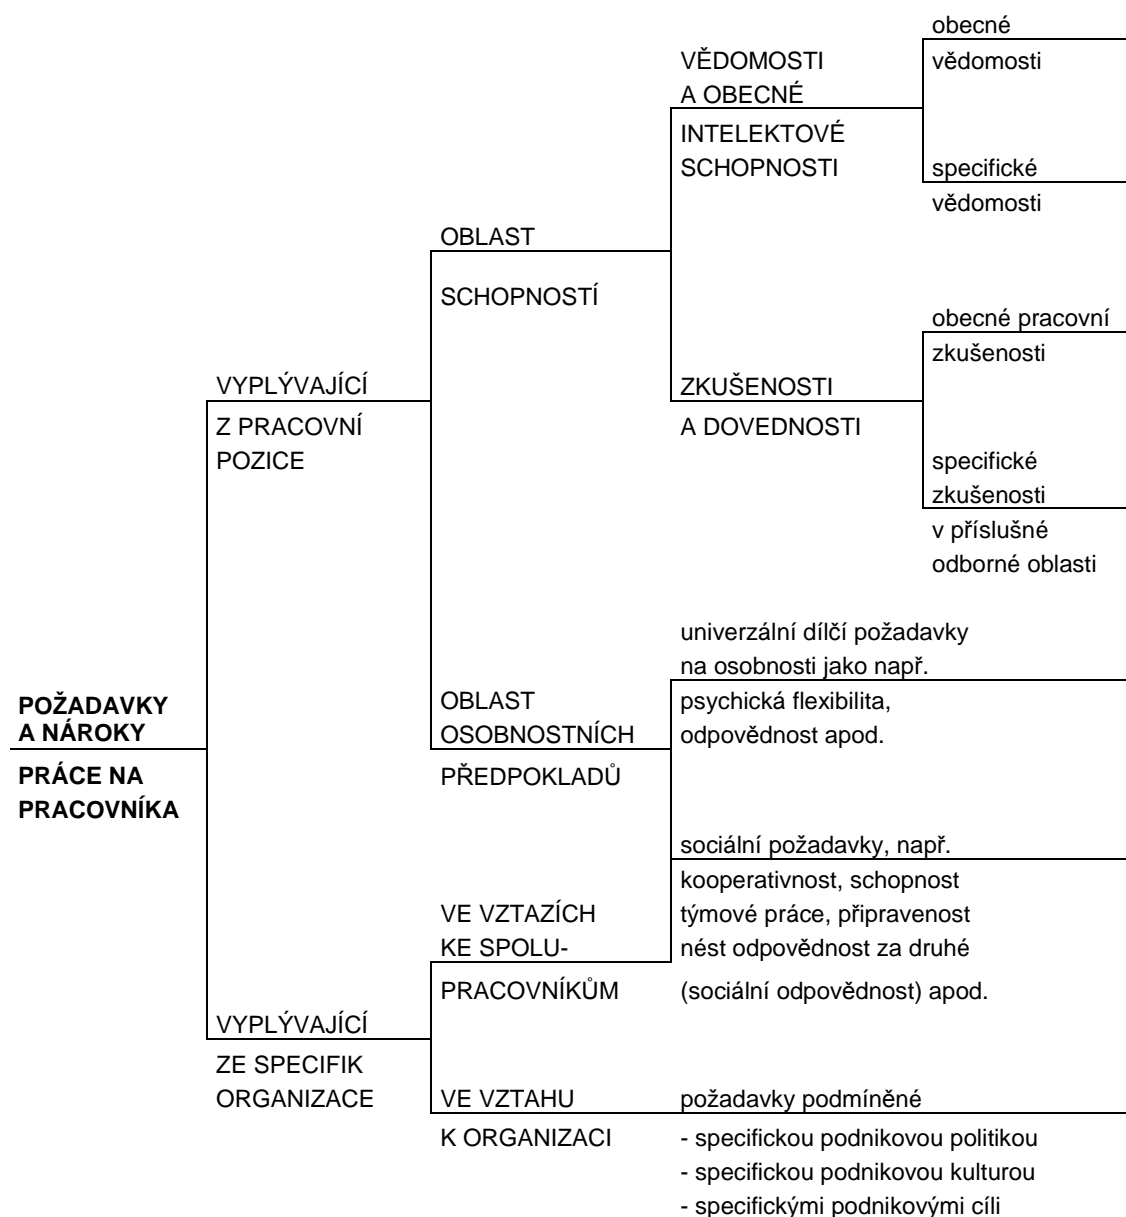 obecné
vědomosti
VĚDOMOSTI
A OBECNÉ
INTELEKTOVÉ
SCHOPNOSTI
specifické
vědomosti
OBLAST
SCHOPNOSTÍ
obecné pracovní
zkušenosti
VYPLÝVAJÍCÍ
Z PRACOVNÍ
POZICE
ZKUŠENOSTI
A DOVEDNOSTI
specifické
zkušenosti
v příslušné
odborné oblasti
univerzální dílčí požadavky
na osobnosti jako např.
psychická flexibilita,
odpovědnost apod.
POŽADAVKY
A NÁROKY
PRÁCE NA
PRACOVNÍKA
OBLAST
OSOBNOSTNÍCH
PŘEDPOKLADŮ
sociální požadavky, např.
kooperativnost, schopnost
týmové práce, připravenost
nést odpovědnost za druhé
(sociální odpovědnost) apod.
VE VZTAZÍCH
KE SPOLU-
PRACOVNÍKŮM
VYPLÝVAJÍCÍ
ZE SPECIFIK
ORGANIZACE
VE VZTAHU
K ORGANIZACI
požadavky podmíněné
- specifickou podnikovou politikou
- specifickou podnikovou kulturou
- specifickými podnikovými cíli